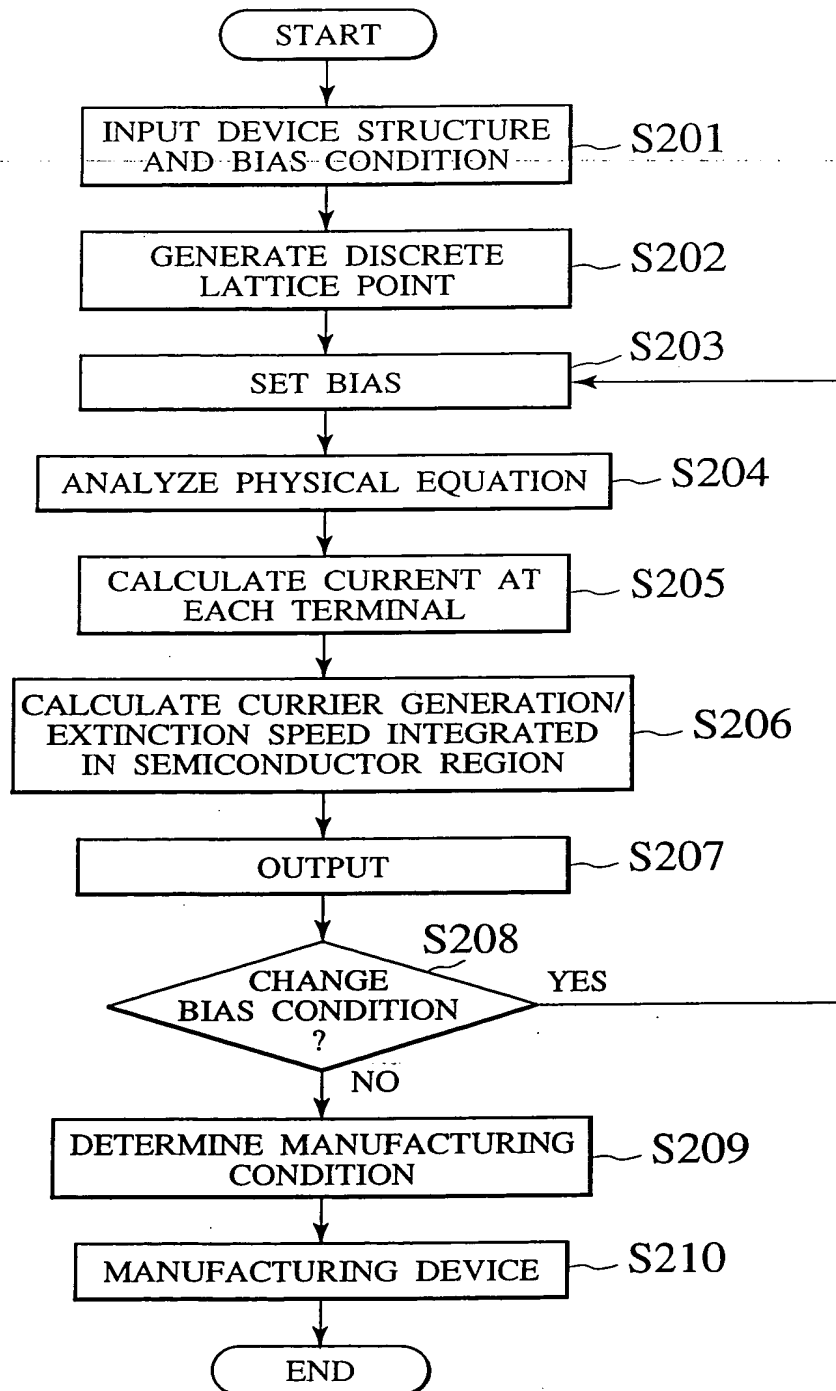 START
INPUT DEVICE STRUCTURE
AND BIAS CONDITION
S201
GENERATE DISCRETE
LATTICE POINT
S202
SET BIAS
S203
ANALYZE PHYSICAL EQUATION
S204
CALCULATE CURRENT AT
EACH TERMINAL
S205
CALCULATE CURRIER GENERATION/
EXTINCTION SPEED INTEGRATED
IN SEMICONDUCTOR REGION
S206
OUTPUT
S207
S208
CHANGE
BIAS CONDITION
?
YES
NO
DETERMINE MANUFACTURING
CONDITION
S209
MANUFACTURING DEVICE
S210
END